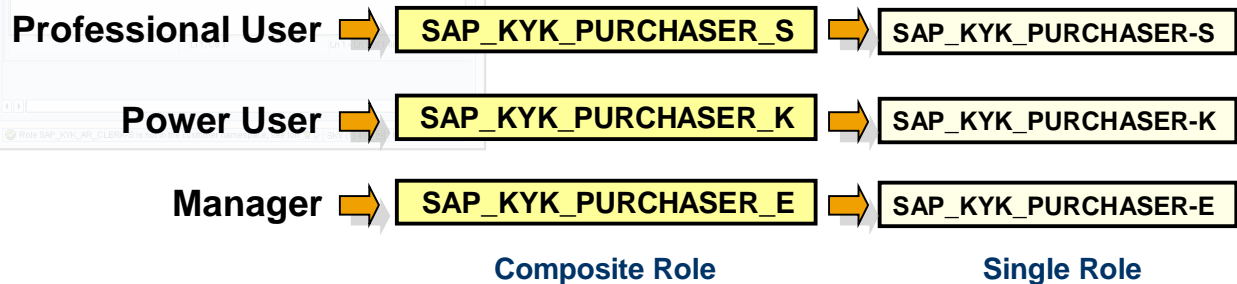 Professional User SAP_KYK_PURCHASER_S SAP_KYK_PURCHASER-S
Power User SAP_KYK_PURCHASER_K SAP_KYK_PURCHASER-K
Manager SAP_KYK_PURCHASER_E SAP_KYK_PURCHASER-E
Composite Role Single Role